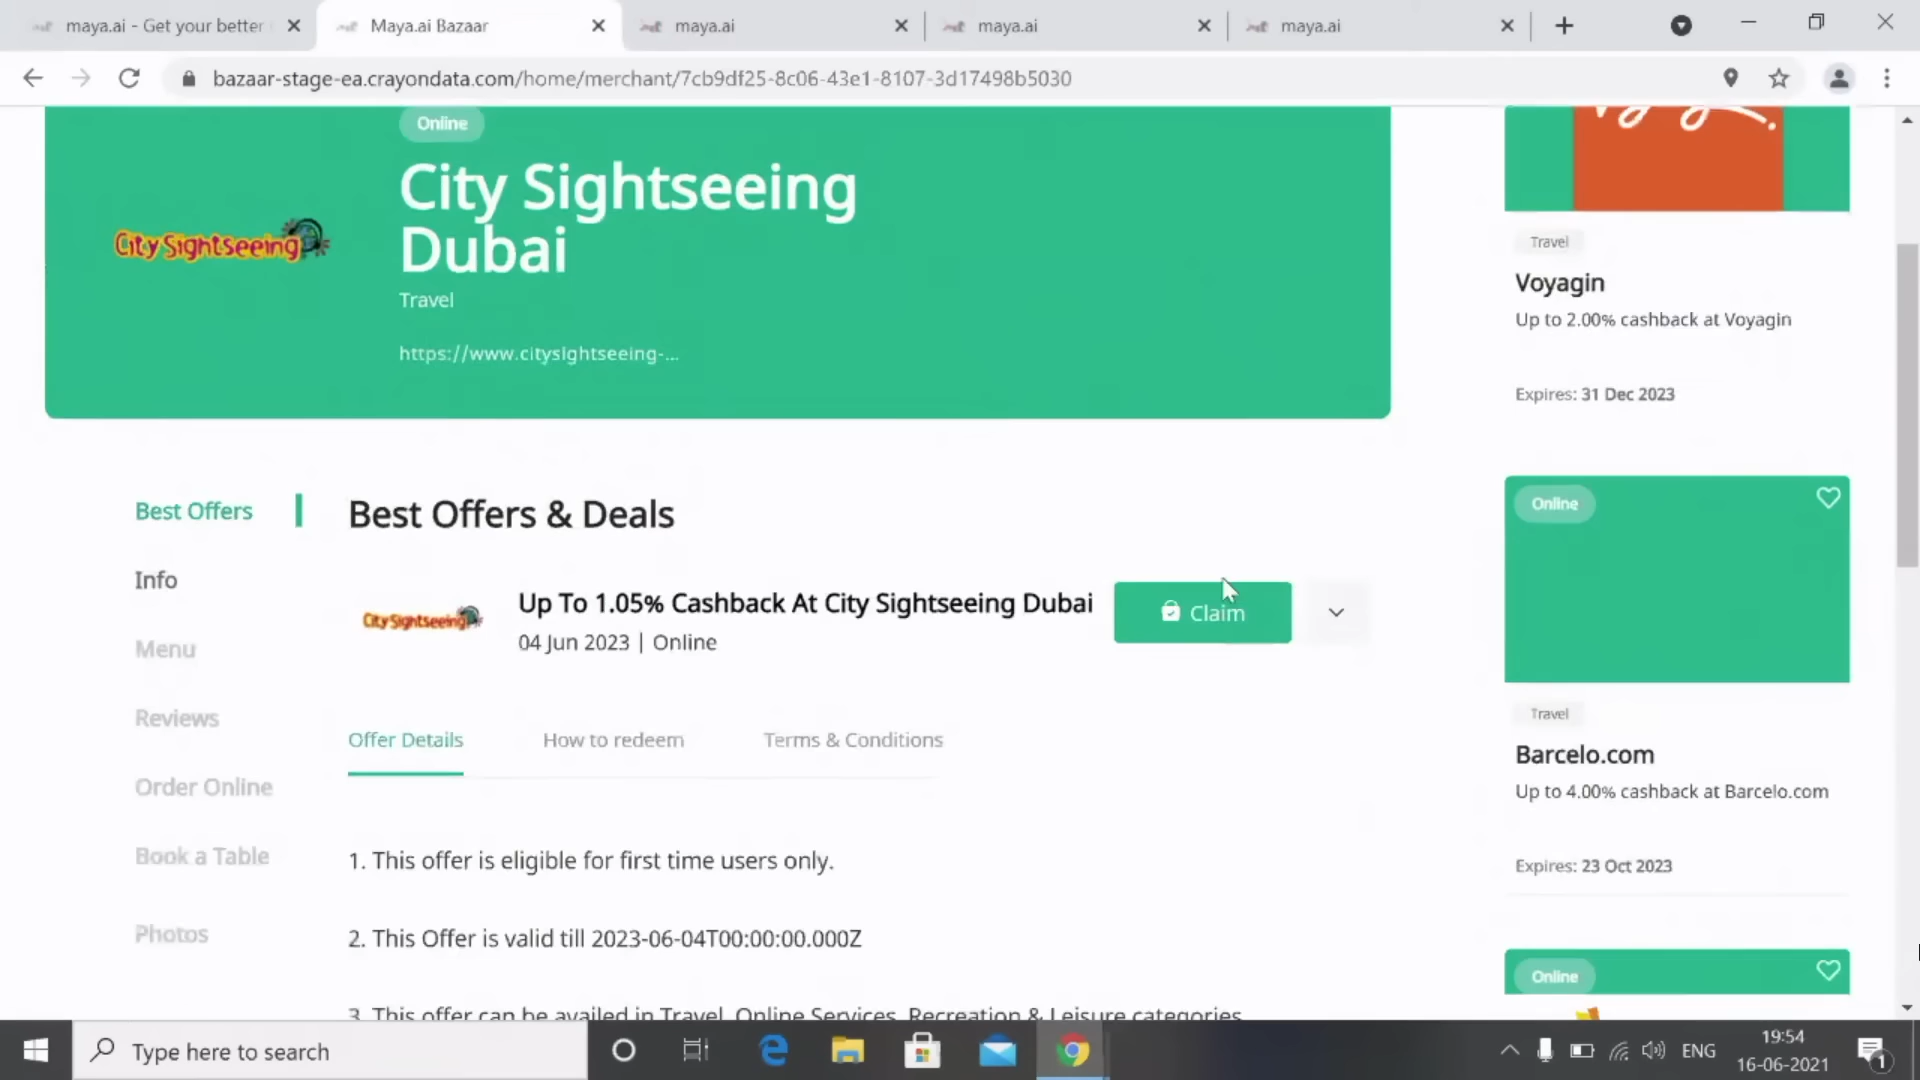 maya.ai - Get your better
Maya.ai Bazaar
maya.ai
maya.ai
maya.ai
bazaar-stage-ea.crayondata.com/home/merchant/7cb9df25-8c06-43e1-8107-3d17498b5030
Online
City Sightseeing
Dubai
City Sightseeing
Travel
https://www.citysightseeing-...
Travel
Voyagin
Up to 2.00% cashback at Voyagin
Expires: 31 Dec 2023
Best Offers
Info
Menu
Reviews
Order Online
Book a Table
Photos
Best Offers & Deals
City Sightseeing
Up To 1.05% Cashback At City Sightseeing Dubai
04 Jun 2023 | Online
Claim
Offer Details
How to redeem
Terms & Conditions
1. This offer is eligible for first time users only.
2. This Offer is valid till 2023-06-04T00:00:00.000Z
3. This offer can be availed in Travel, Online Services, Recreation & Leisure categories
Online
Travel
Barcelo.com
Up to 4.00% cashback at Barcelo.com
Expires: 23 Oct 2023
Online
Type here to search
ENG
19:54
16-06-2021
1